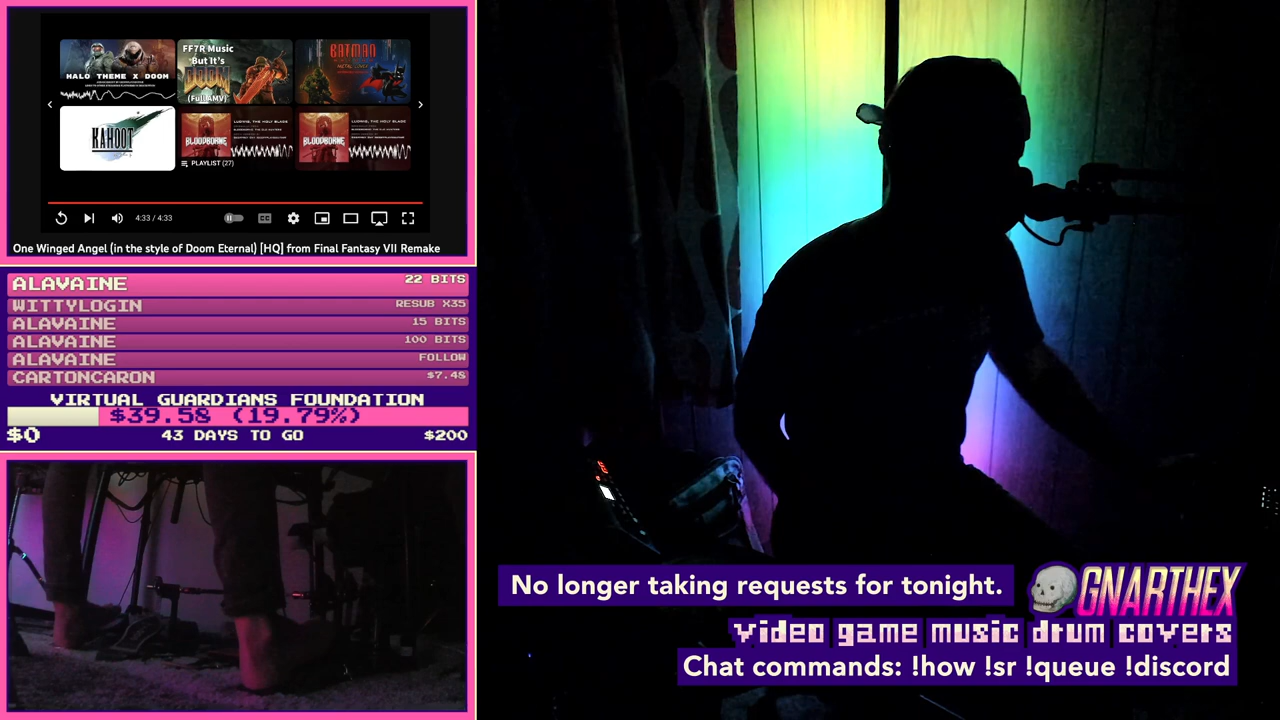 HALO THEME X DOOM
FF7R Music
But It's
DOOM
(Full AMV)
BATMAN
KAHOOT
BLOODBORNE
LUDWIG, THE HOLY BLADE
PLAYLIST (27)
BLOODBORNE
LUDWIG, THE HOLY BLADE
4:33 / 4:33
CC
One Winged Angel (in the style of Doom Eternal) [HQ] from Final Fantasy VII Remake
ALAVAINE 22 BITS
WITTYLOGIN RESUB X35
ALAVAINE 15 BITS
ALAVAINE 100 BITS
ALAVAINE FOLLOW
CARTONCARON $7.48
VIRTUAL GUARDIANS FOUNDATION
$39.58 (19.79%)
$0 43 DAYS TO GO $200
No longer taking requests for tonight.
GNARTHEX
video game music drum covers
Chat commands: !how !sr !queue !discord